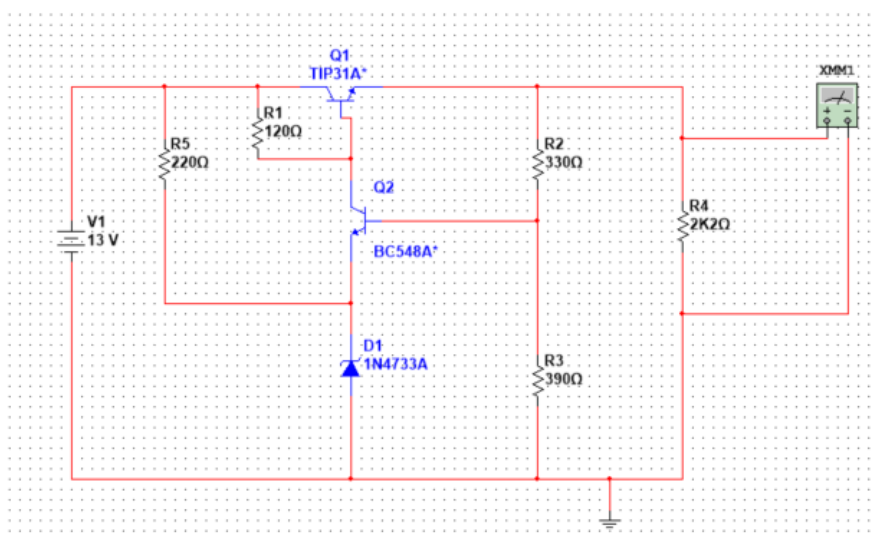 Q1
TIP31A*
XMM1
R1
120Ω
R5
220Ω
R2
330Ω
Q2
R4
2K2Ω
V1
13 V
BC548A*
D1
1N4733A
R3
390Ω
+ −